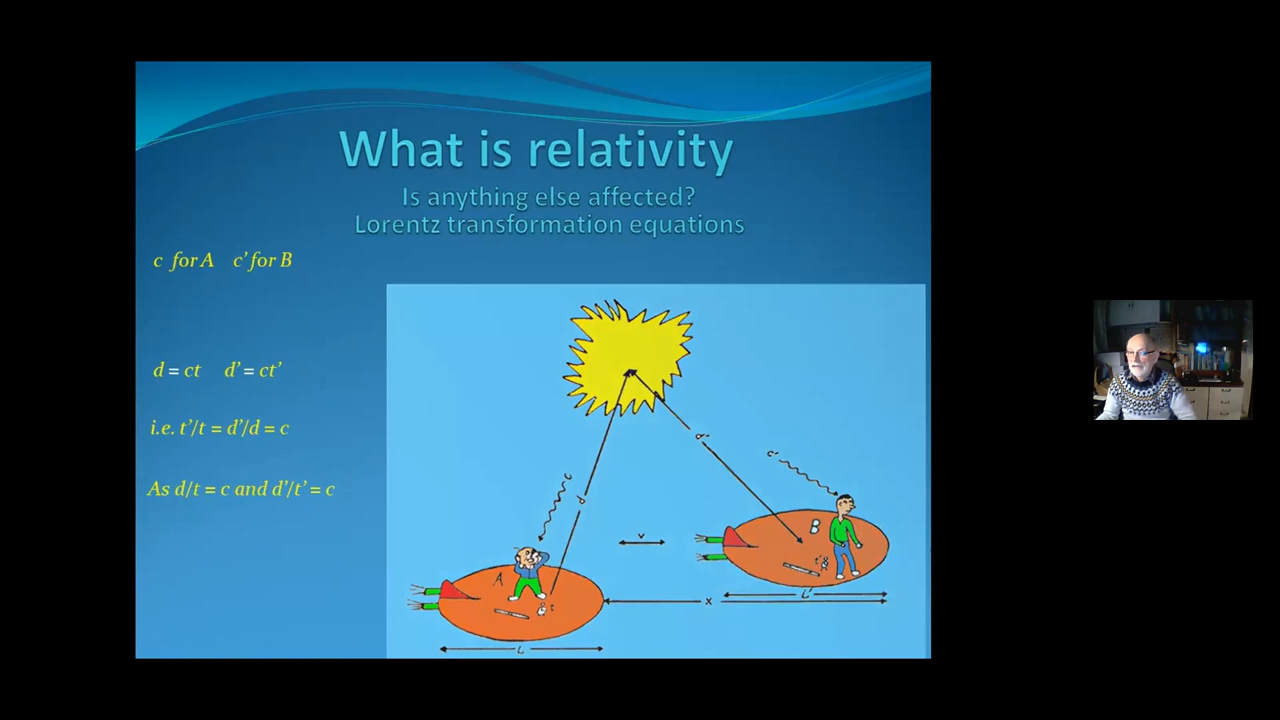 What is relativity
Is anything else affected?
Lorentz transformation equations
c for A c’ for B
d = ct d’ = ct’
i.e. t’/t = d’/d = c
As d/t = c and d’/t’ = c
c
d
d'
c'
v
A
t
B
t'
L'
x
L